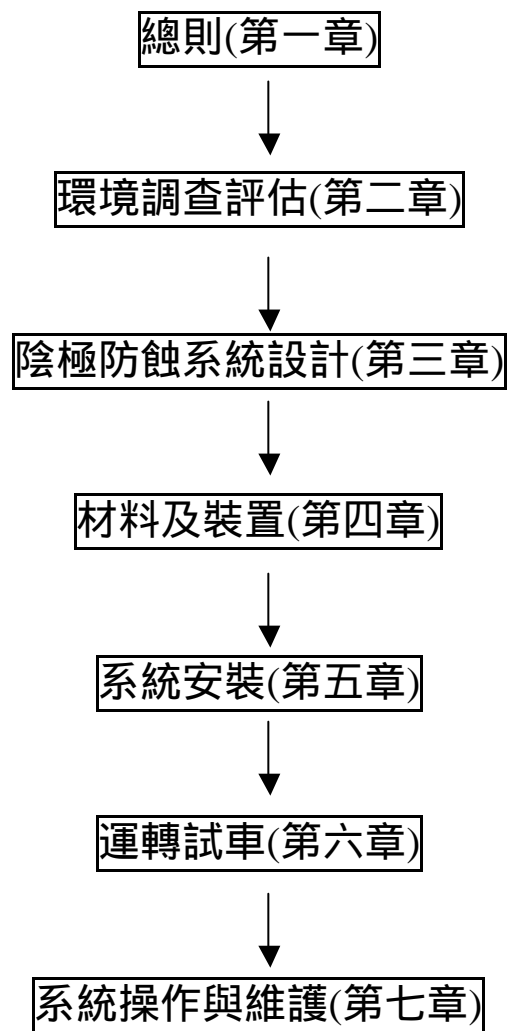 總則(第一章)
環境調查評估(第二章)
陰極防蝕系統設計(第三章)
材料及裝置(第四章)
系統安裝(第五章)
運轉試車(第六章)
系統操作與維護(第七章)